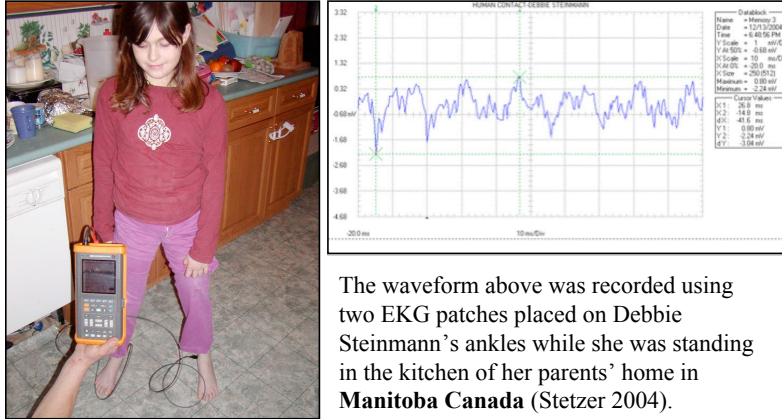 HUMAN CONTACT-DEBBIE STEINMANN
3.32
2.32
1.32
0.32
-0.68 mV
-1.68
-2.68
-3.68
-4.68
-20.0 ms
10 ms/Div
Datablock
Name = Memory 3
Date = 12/13/2004
Time = 6:48:56 PM
Y Scale = 1 mV/D
Y At 50% = -0.68 mV
X Scale = 10 ms/D
X At 0% = -20.0 ms
X Size = 250 (512)
Maximum = 0.80 mV
Minimum = -2.24 mV
Cursor Values
X1: 26.8 ms
X2: -14.8 ms
dX: -41.6 ms
Y1: 0.80 mV
Y2: -2.24 mV
dY: -3.04 mV
The waveform above was recorded using
two EKG patches placed on Debbie
Steinmann’s ankles while she was standing
in the kitchen of her parents’ home in
Manitoba Canada (Stetzer 2004).